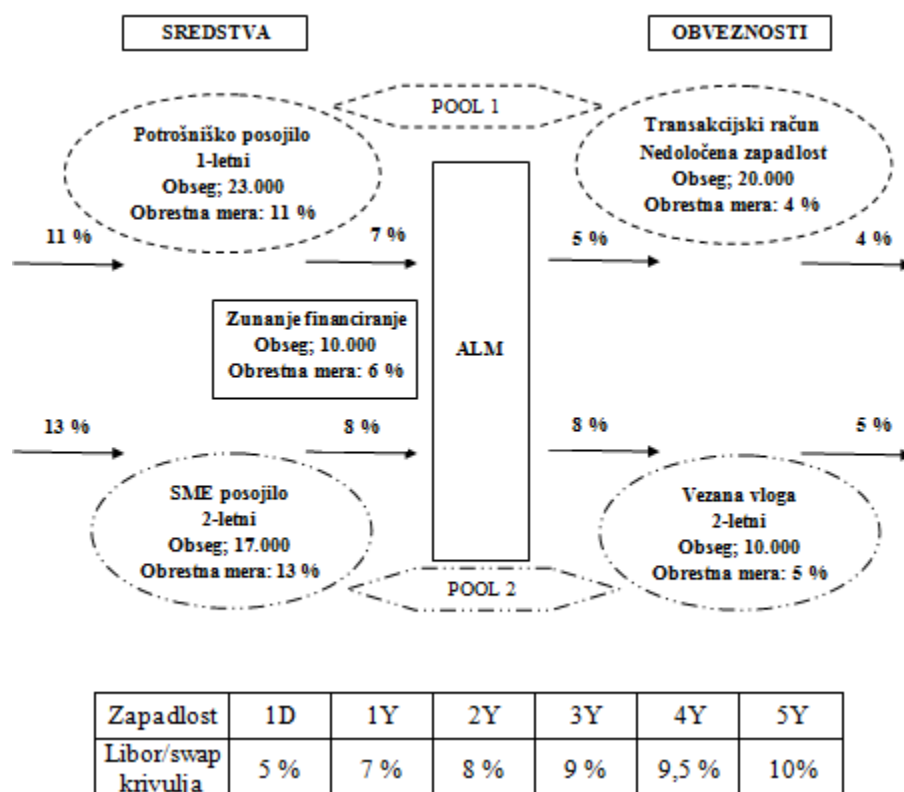 SREDSTVA
OBVEZNOSTI
POOL 1
Potrošniško posojilo
1-letni
Obseg; 23.000
Obrestna mera: 11 %
Transakcijski račun
Nedoločena zapadlost
Obseg; 20.000
Obrestna mera: 4 %
11 %
7 %
5 %
4 %
Zunanje financiranje
Obseg; 10.000
Obrestna mera: 6 %
ALM
13 %
8 %
8 %
5 %
SME posojilo
2-letni
Obseg; 17.000
Obrestna mera: 13 %
Vezana vloga
2-letni
Obseg; 10.000
Obrestna mera: 5 %
POOL 2
Zapadlost 1D 1Y 2Y 3Y 4Y 5Y
Libor/swap
krivulja 5 % 7 % 8 % 9 % 9,5 % 10%